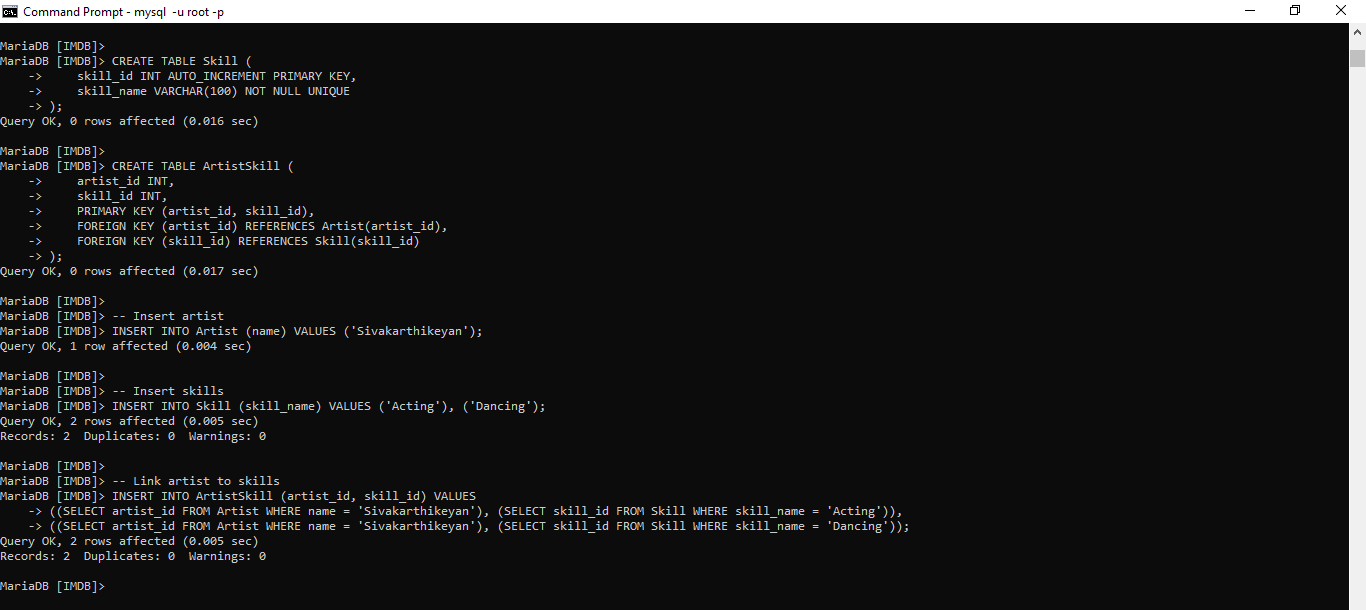 Command Prompt - mysql -u root -p
MariaDB [IMDB]>
MariaDB [IMDB]> CREATE TABLE Skill (
    ->     skill_id INT AUTO_INCREMENT PRIMARY KEY,
    ->     skill_name VARCHAR(100) NOT NULL UNIQUE
    -> );
Query OK, 0 rows affected (0.016 sec)
MariaDB [IMDB]>
MariaDB [IMDB]> CREATE TABLE ArtistSkill (
    ->     artist_id INT,
    ->     skill_id INT,
    ->     PRIMARY KEY (artist_id, skill_id),
    ->     FOREIGN KEY (artist_id) REFERENCES Artist(artist_id),
    ->     FOREIGN KEY (skill_id) REFERENCES Skill(skill_id)
    -> );
Query OK, 0 rows affected (0.017 sec)
MariaDB [IMDB]>
MariaDB [IMDB]> -- Insert artist
MariaDB [IMDB]> INSERT INTO Artist (name) VALUES ('Sivakarthikeyan');
Query OK, 1 row affected (0.004 sec)
MariaDB [IMDB]>
MariaDB [IMDB]> -- Insert skills
MariaDB [IMDB]> INSERT INTO Skill (skill_name) VALUES ('Acting'), ('Dancing');
Query OK, 2 rows affected (0.005 sec)
Records: 2  Duplicates: 0  Warnings: 0
MariaDB [IMDB]>
MariaDB [IMDB]> -- Link artist to skills
MariaDB [IMDB]> INSERT INTO ArtistSkill (artist_id, skill_id) VALUES
    -> ((SELECT artist_id FROM Artist WHERE name = 'Sivakarthikeyan'), (SELECT skill_id FROM Skill WHERE skill_name = 'Acting')),
    -> ((SELECT artist_id FROM Artist WHERE name = 'Sivakarthikeyan'), (SELECT skill_id FROM Skill WHERE skill_name = 'Dancing'));
Query OK, 2 rows affected (0.005 sec)
Records: 2  Duplicates: 0  Warnings: 0
MariaDB [IMDB]>